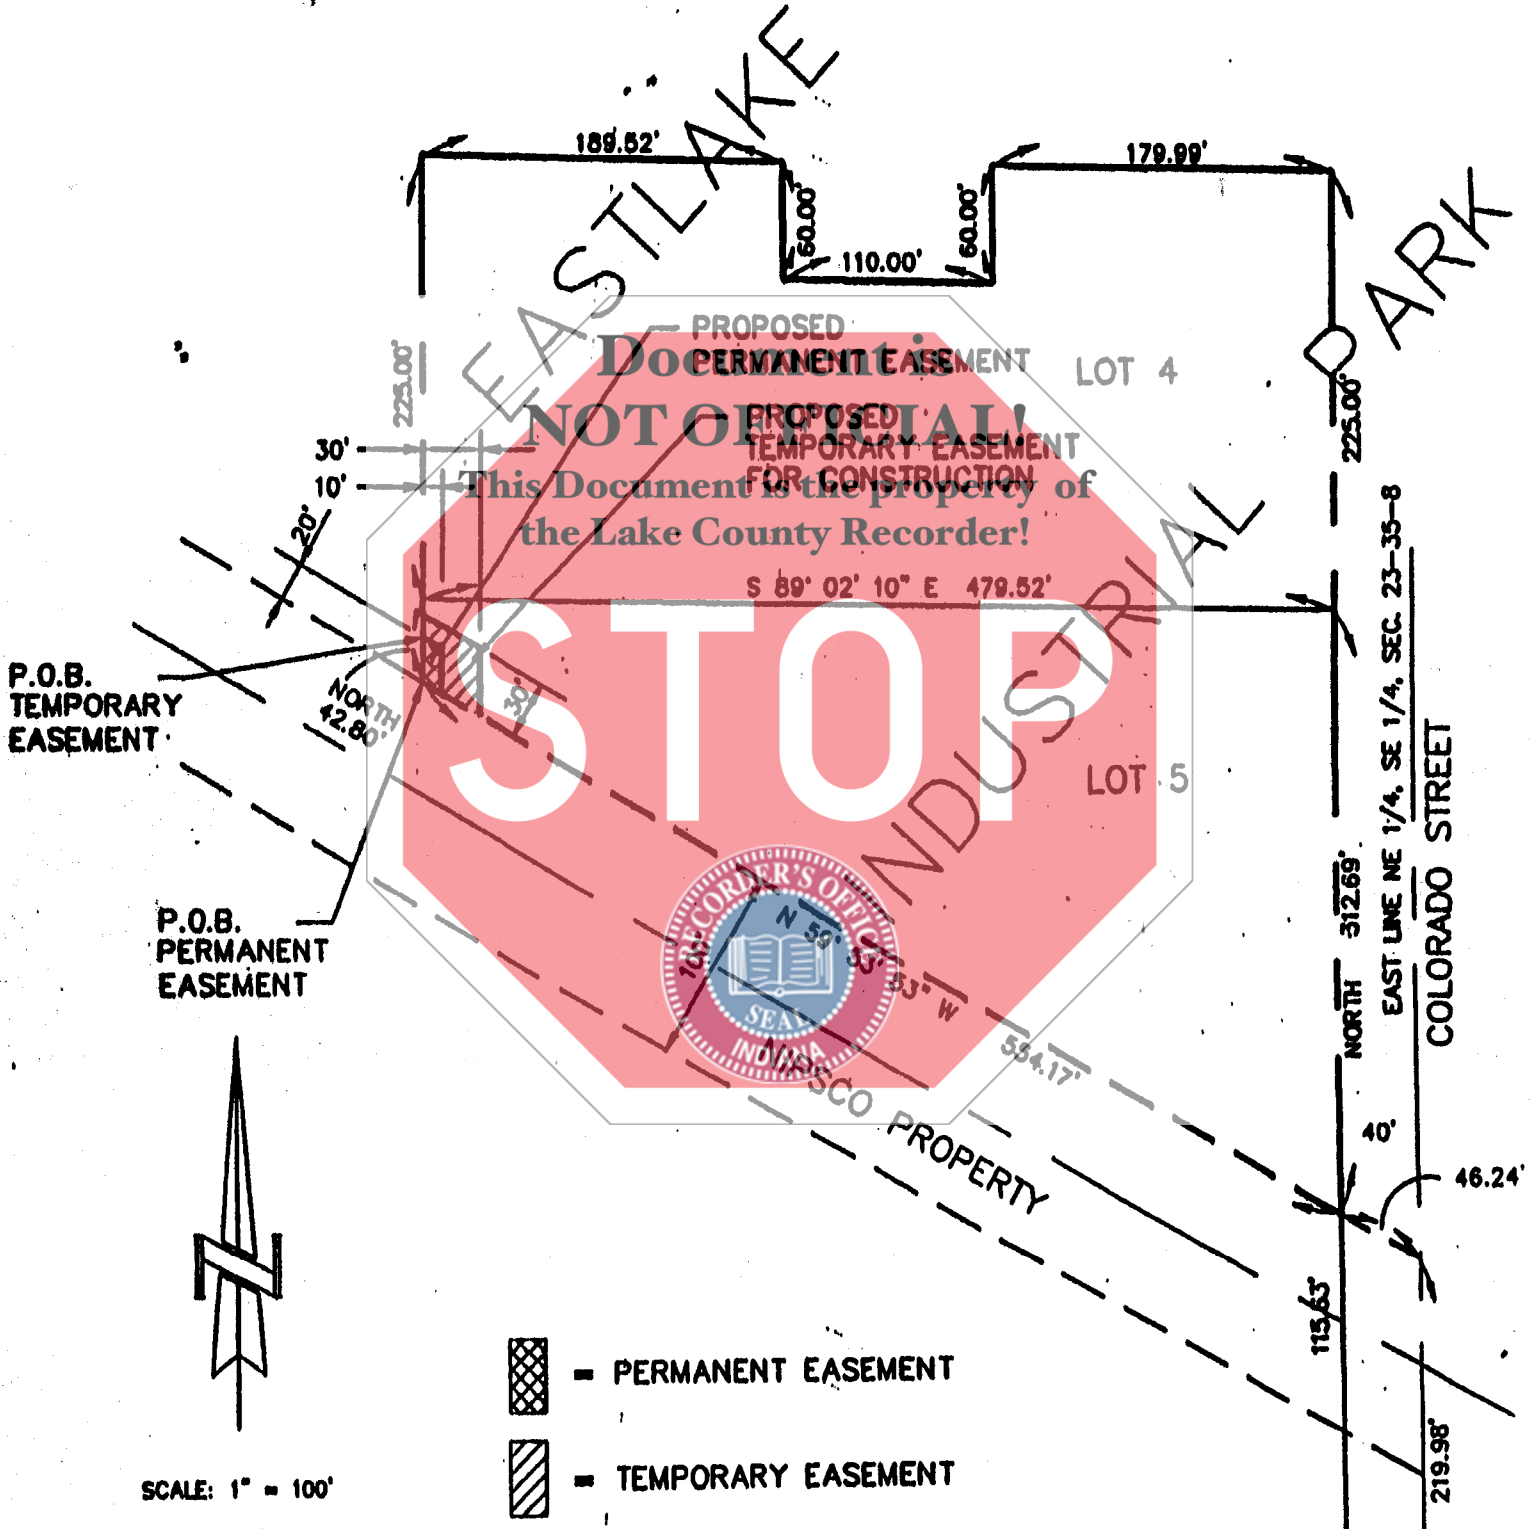 EASTLAKE
INDUSTRIAL
PARK
189.52'
179.99'
60.00'
60.00'
110.00'
225.00'
PROPOSED
PERMANENT EASEMENT
LOT 4
PROPOSED
TEMPORARY EASEMENT
FOR CONSTRUCTION
Document is
NOT OFFICIAL!
This Document is the property of
the Lake County Recorder!
STOP
225.00'
30'
10'
20'
S 89° 02' 10" E 479.52'
P.O.B.
TEMPORARY
EASEMENT
NORTH
42.80'
30'
LOT 5
P.O.B.
PERMANENT
EASEMENT
RECORDER'S OFFICE
SEAL
INDIANA
100'
N 59° 53' 53" W
554.17'
NIPSCO PROPERTY
NORTH 312.69'
EAST LINE NE 1/4, SE 1/4, SEC. 23-35-8
COLORADO STREET
40'
46.24'
115.63'
219.98'
N
SCALE: 1" = 100'
= PERMANENT EASEMENT
= TEMPORARY EASEMENT